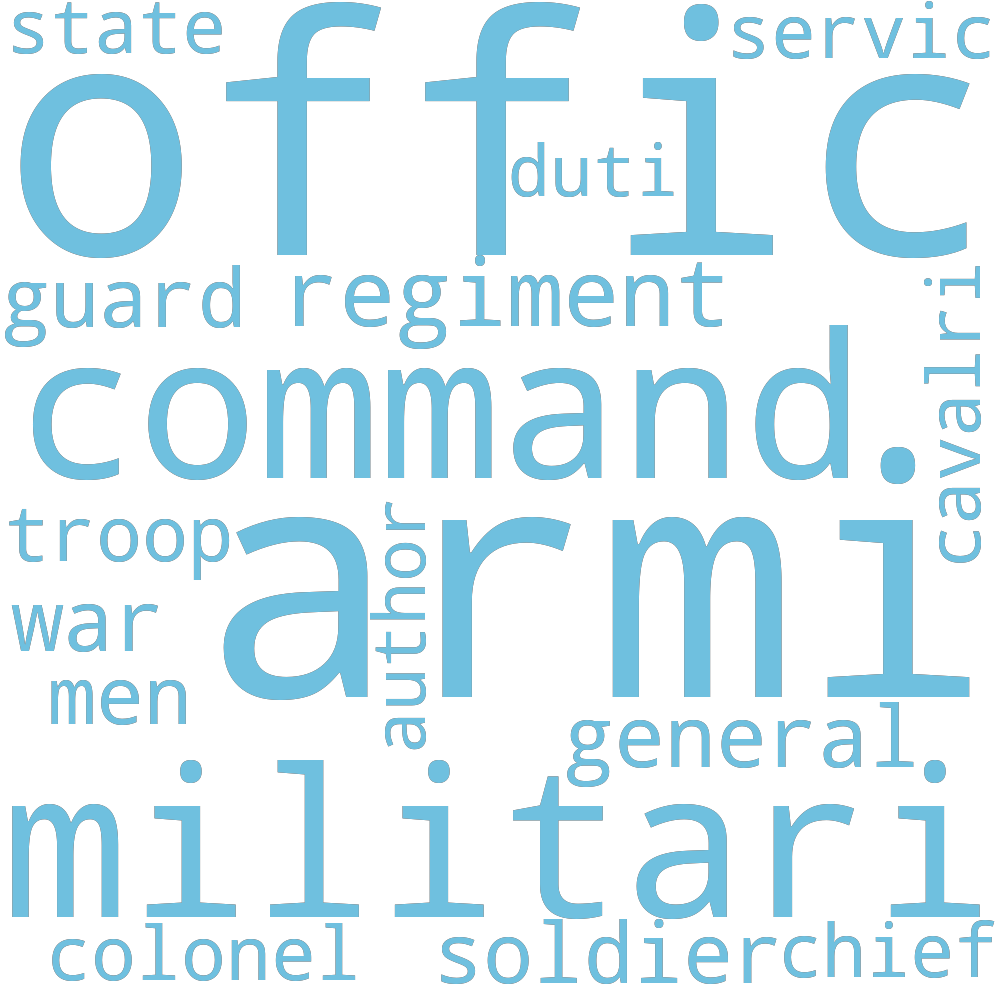 state
servic
offic
duti
guard
regiment
cavalri
command
troop
armi
author
war
men
general
militari
colonel
soldier
chief